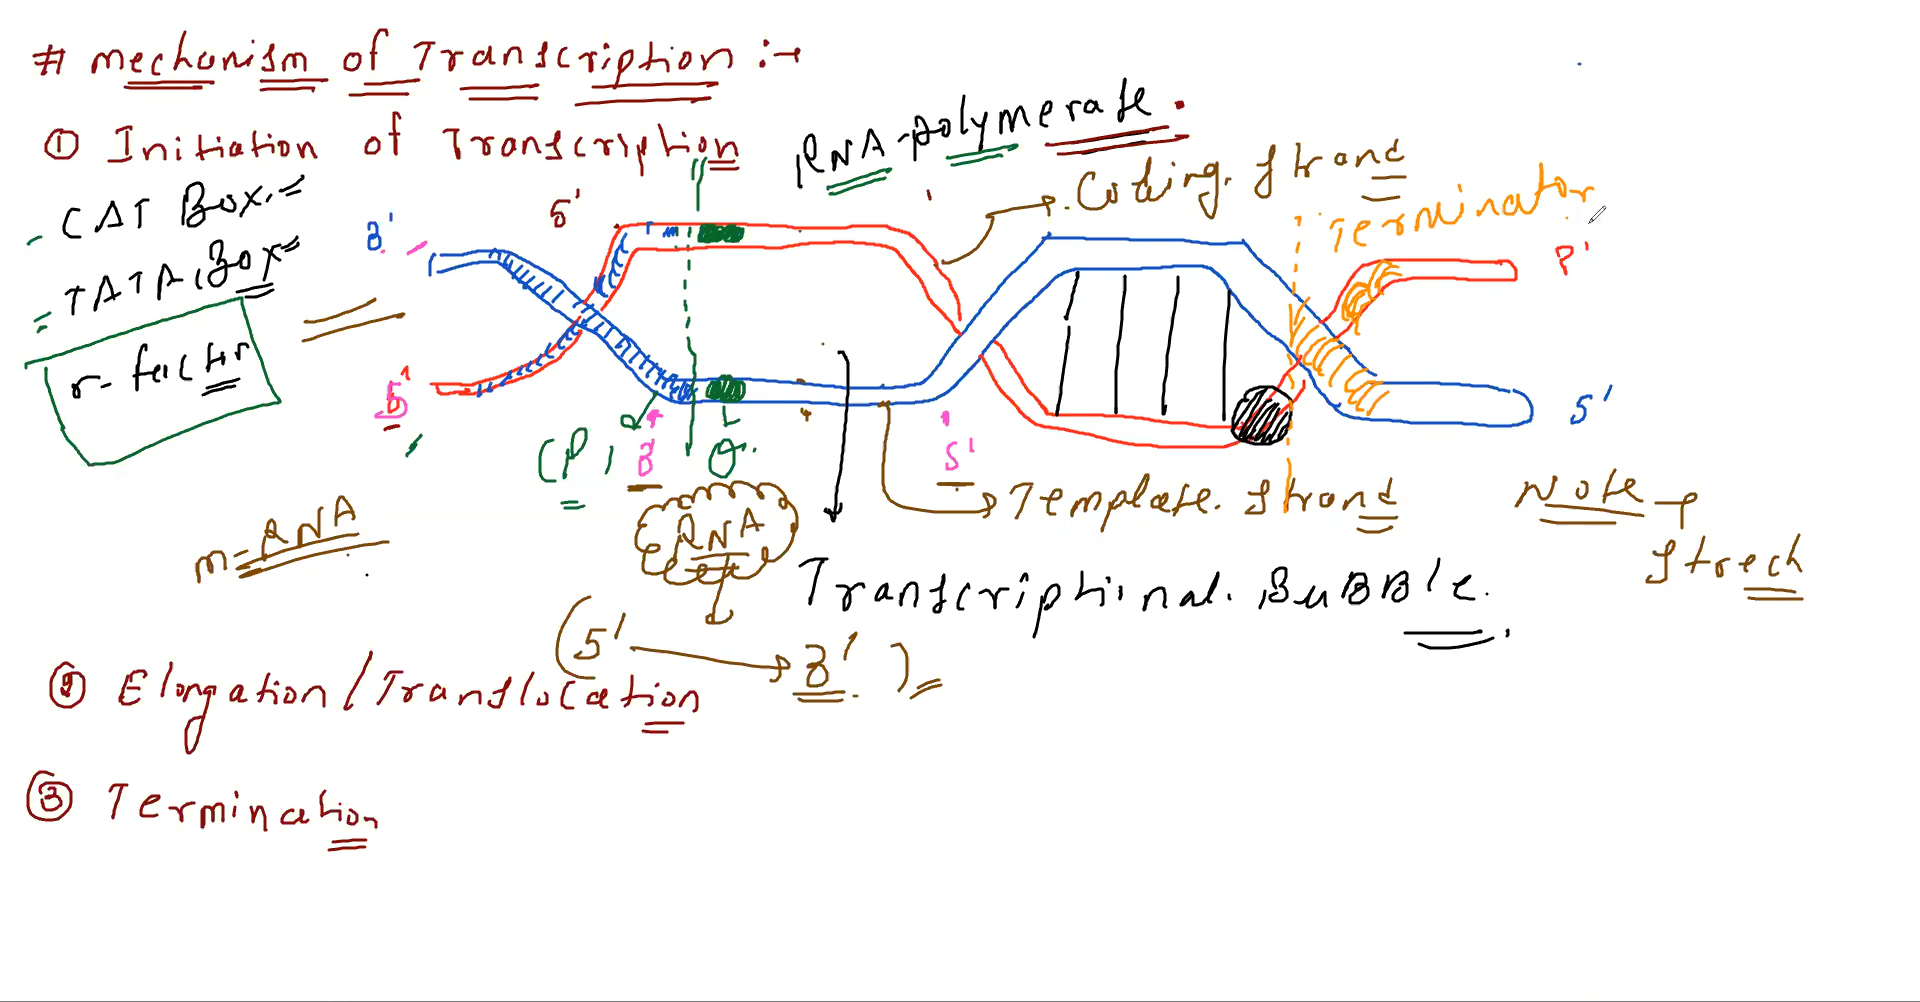 # mechanism of Transcription :→
① Initiation of Transcription
RNA-polymerase.
- CAT Box.
= TATA, Box
r-factor
Coding. strand
Terminator
3'
5'
5'
3'
5'
(P)
3'
O
5'
Template. strand
Note →
strech
m-RNA
RNA
Transcriptional. BuBBle.
(5' → 3')
② Elongation/Translocation
③ Termination